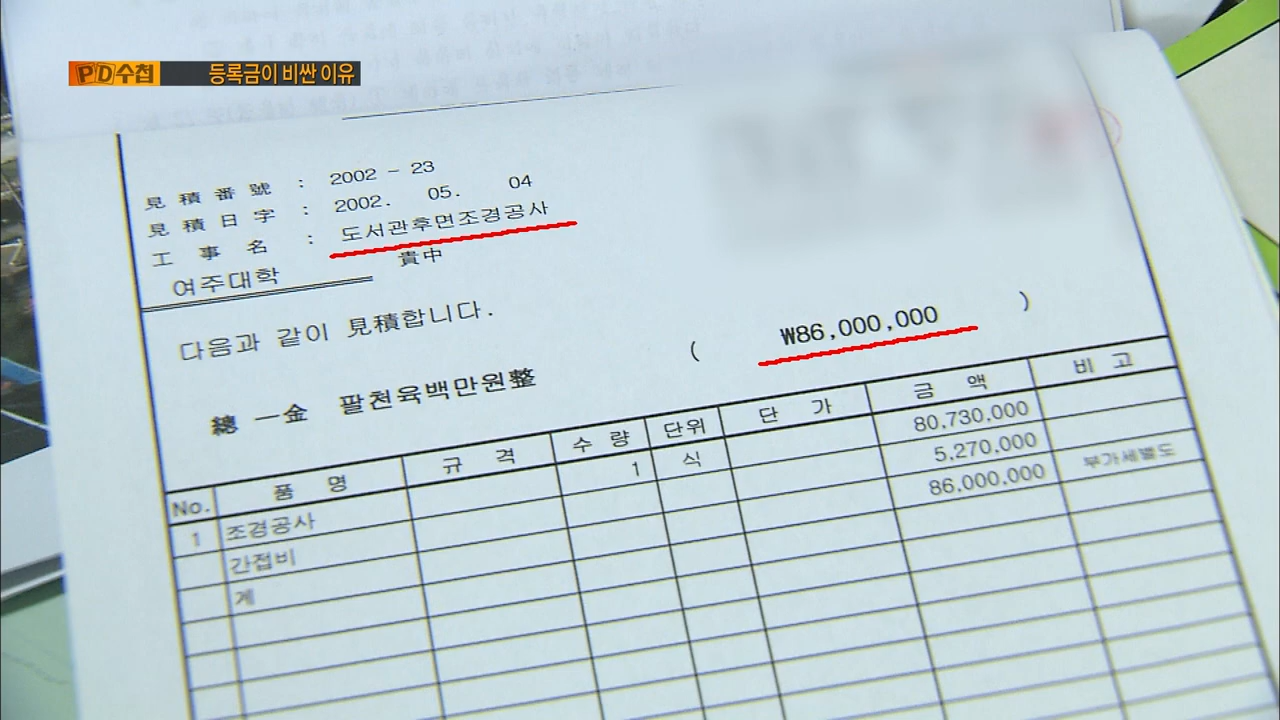 PD수첩 등록금이 비싼 이유
見積番號 : 2002 - 23
見積日字 : 2002. 05. 04
工事名 : 도서관후면조경공사
여주대학 貴中
다음과 같이 見積합니다.
總 一金 팔천육백만원整 ( ₩86,000,000 )
No. 품 명 규 격 수 량 단위 단 가 금 액 비 고
1 조경공사 1 식 80,730,000
간접비 5,270,000
계 86,000,000 부가세별도